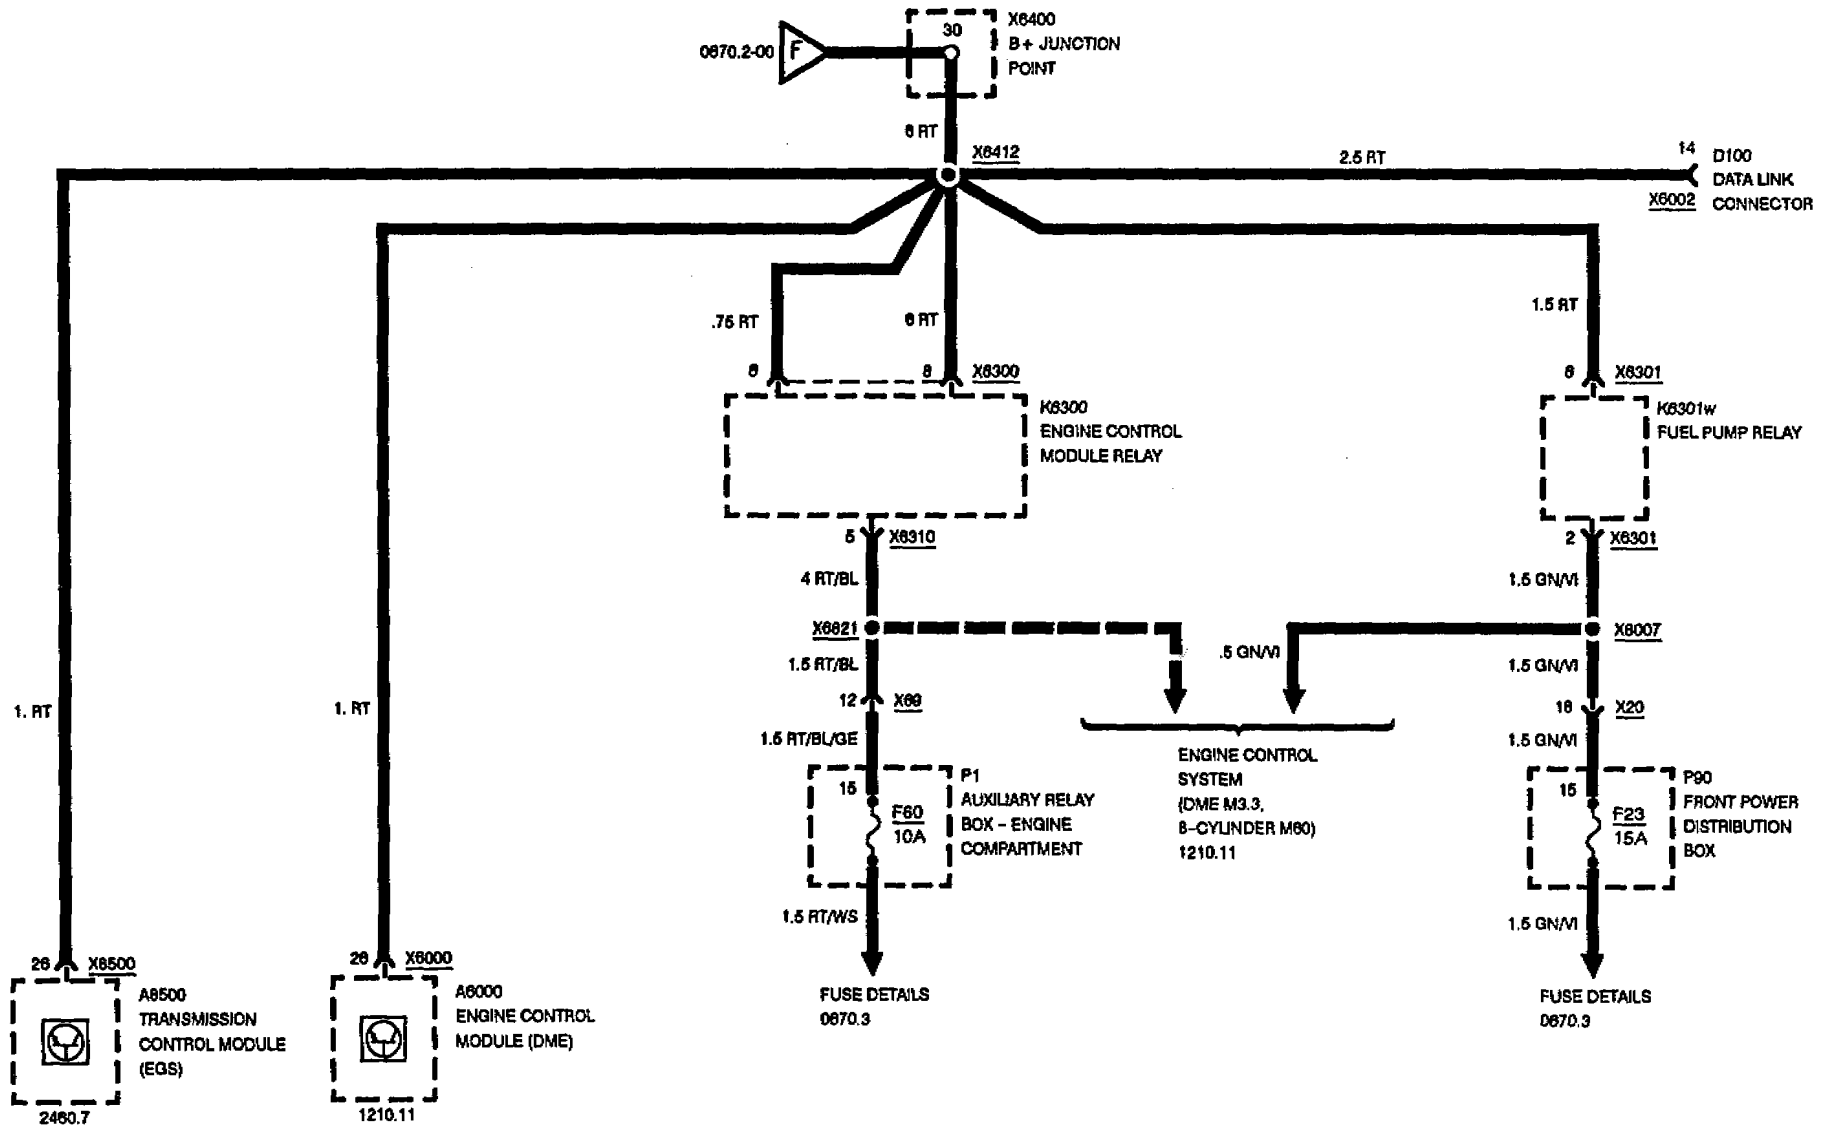 0670.2-00
F
30
X6400
B+ JUNCTION
POINT
6 RT
X6412
2.5 RT
14
D100
DATA LINK
CONNECTOR
X6002
.75 RT
6 RT
1.5 RT
6
8
X6300
6
X6301
K6300
ENGINE CONTROL
MODULE RELAY
K6301w
FUEL PUMP RELAY
5
X6310
2
X6301
4 RT/BL
1.5 GN/VI
X6821
.5 GN/VI
X6007
1.5 RT/BL
1.5 GN/VI
12
X69
18
X20
1. RT
1. RT
1.5 RT/BL/GE
1.5 GN/VI
ENGINE CONTROL
SYSTEM
(DME M3.3,
8-CYLINDER M60)
1210.11
15
F60
10A
P1
AUXILIARY RELAY
BOX - ENGINE
COMPARTMENT
15
F23
15A
P90
FRONT POWER
DISTRIBUTION
BOX
1.5 RT/WS
1.5 GN/VI
FUSE DETAILS
0670.3
FUSE DETAILS
0670.3
26
X8500
A8500
TRANSMISSION
CONTROL MODULE
(EGS)
2460.7
26
X6000
A6000
ENGINE CONTROL
MODULE (DME)
1210.11